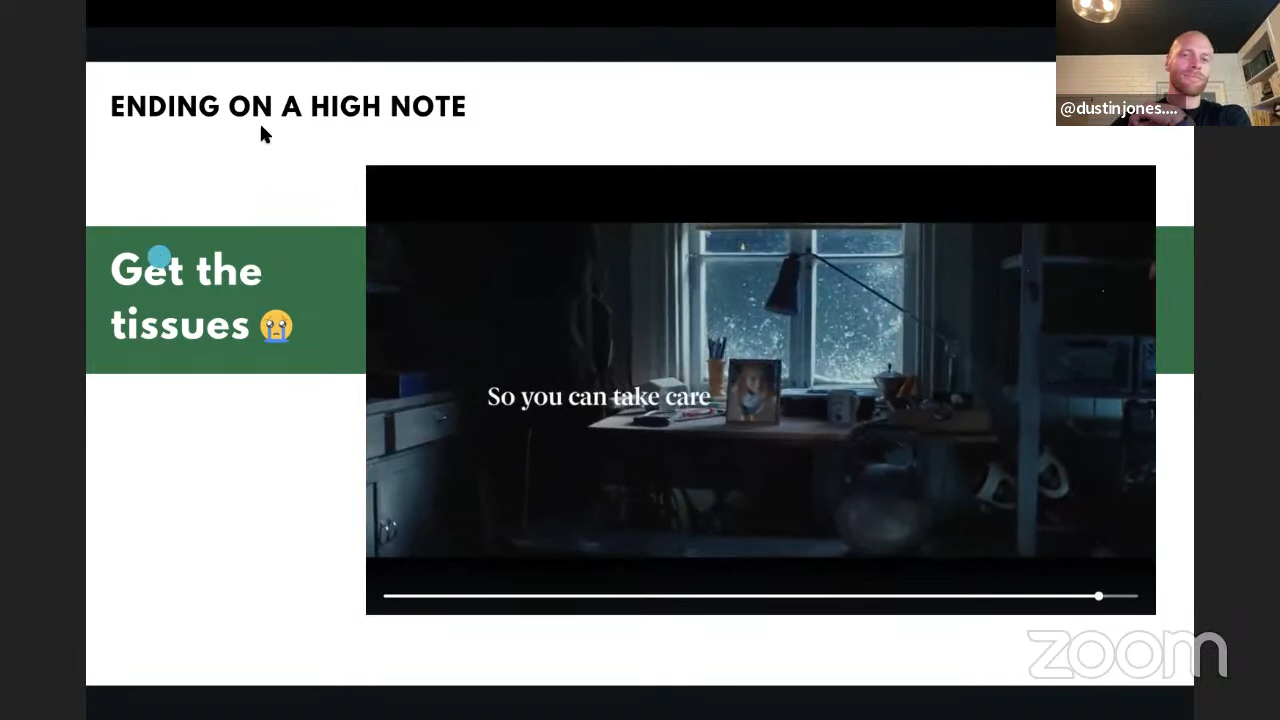 ENDING ON A HIGH NOTE
@dustinjones....
Get the
tissues 😭
So you can take care
zoom